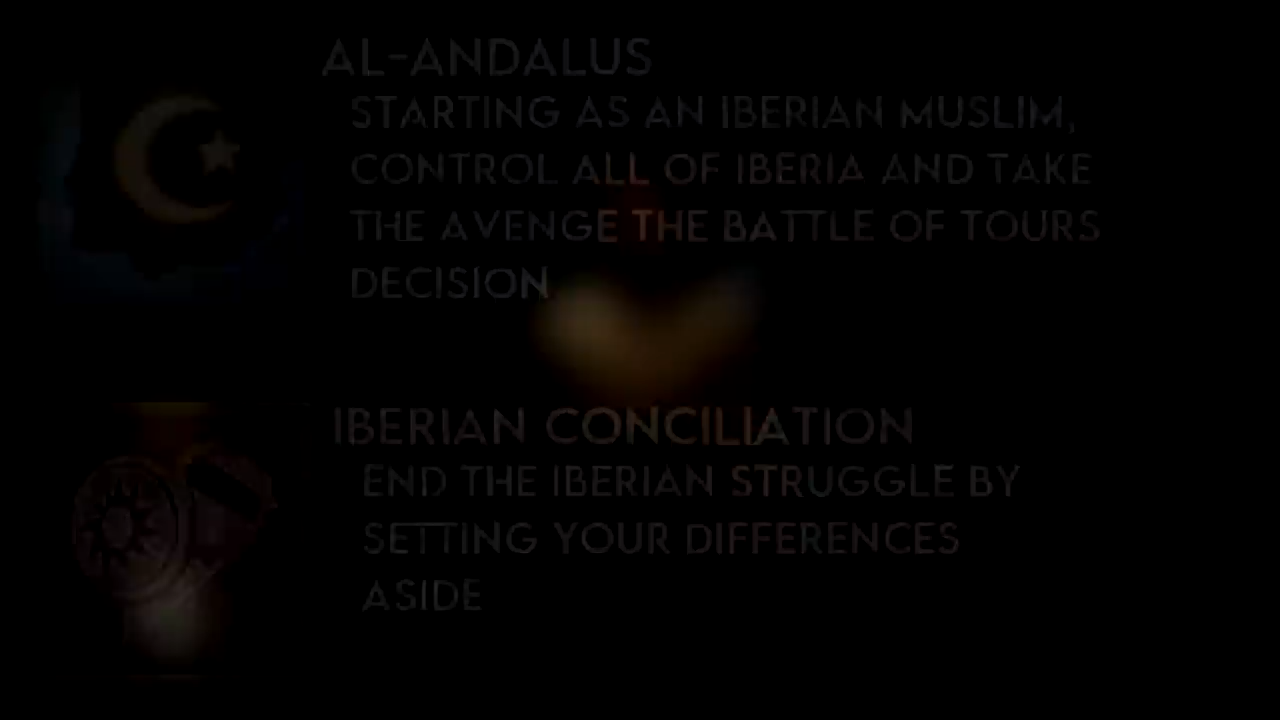 AL-ANDALUS
STARTING AS AN IBERIAN MUSLIM,
CONTROL ALL OF IBERIA AND TAKE
THE AVENGE THE BATTLE OF TOURS
DECISION
IBERIAN CONCILIATION
END THE IBERIAN STRUGGLE BY
SETTING YOUR DIFFERENCES
ASIDE